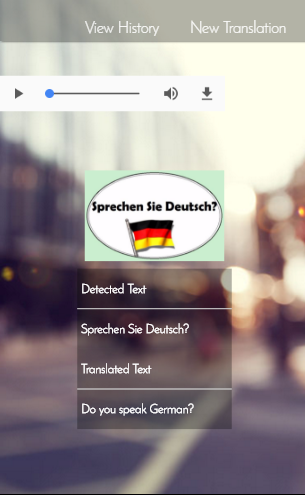 View History New Translation
Sprechen Sie Deutsch?
Detected Text
Sprechen Sie Deutsch?
Translated Text
Do you speak German?